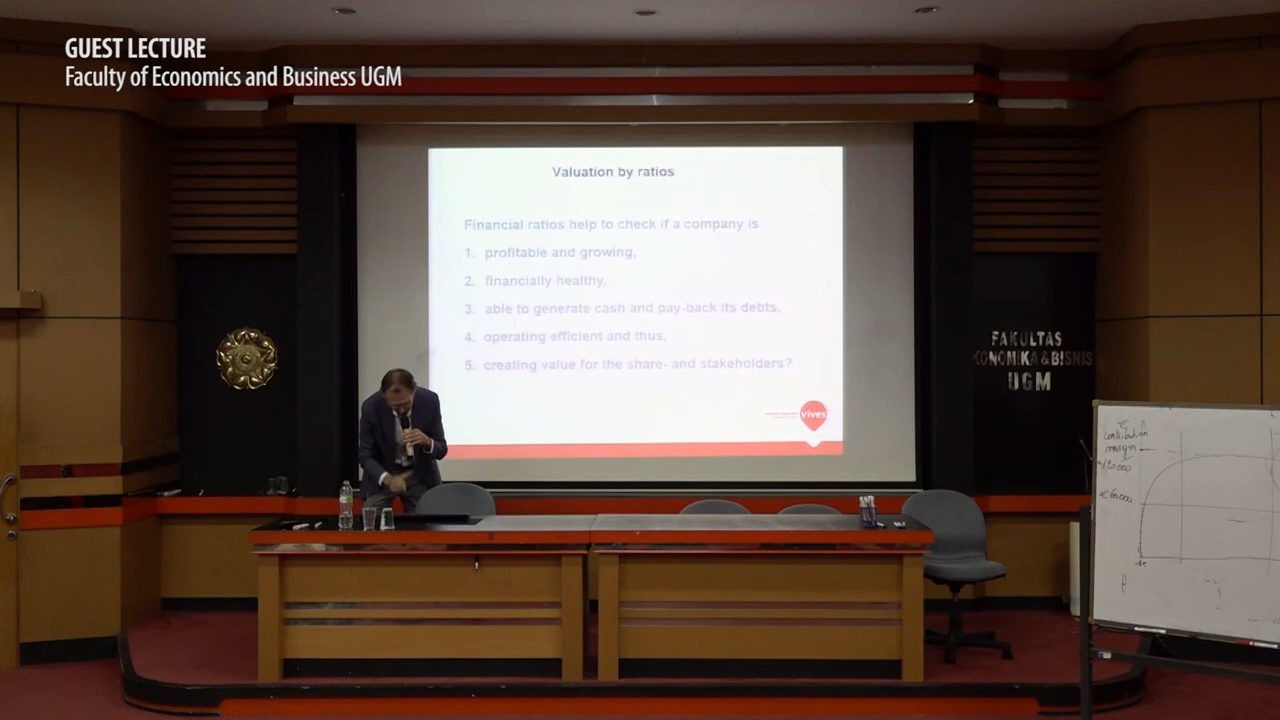 GUEST LECTURE
Faculty of Economics and Business UGM
Valuation by ratios
Financial ratios help to check if a company is
1. profitable and growing,
2. financially healthy,
3. able to generate cash and pay-back its debts,
4. operating efficient and thus,
5. creating value for the share- and stakeholders?
vives
FAKULTAS
KONOMIKA & BISNIS
UGM
contribution
margin